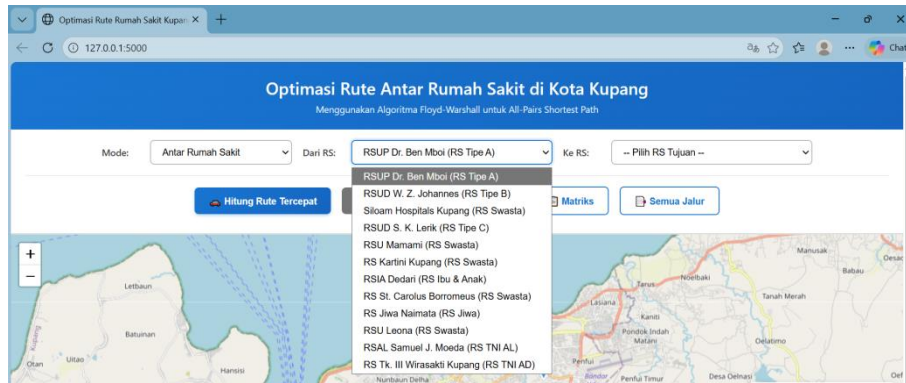 Optimasi Rute Rumah Sakit Kupan
127.0.0.1:5000
Chat
Optimasi Rute Antar Rumah Sakit di Kota Kupang
Menggunakan Algoritma Floyd-Warshall untuk All-Pairs Shortest Path
Mode: Antar Rumah Sakit Dari RS: RSUP Dr. Ben Mboi (RS Tipe A) Ke RS: -- Pilih RS Tujuan --
RSUP Dr. Ben Mboi (RS Tipe A)
RSUD W. Z. Johannes (RS Tipe B)
Siloam Hospitals Kupang (RS Swasta)
RSUD S. K. Lerik (RS Tipe C)
RSU Mamami (RS Swasta)
RS Kartini Kupang (RS Swasta)
RSIA Dedari (RS Ibu & Anak)
RS St. Carolus Borromeus (RS Swasta)
RS Jiwa Naimata (RS Jiwa)
RSU Leona (RS Swasta)
RSAL Samuel J. Moeda (RS TNI AL)
RS Tk. III Wirasakti Kupang (RS TNI AD)
Hitung Rute Tercepat Matriks Semua Jalur
+
−
Manusak
Desac
Babau
Noelbaki
Tarus
Letbaun
Tanah Merah
Lasiana
Kaniti
Pondok Indah
Matani
Batuinan
Oelatimo
Kupang
Uitao
Otan
Hansisi
Penfui
Nunbaun Delha
Bandar
Penfui Timur
Desa Oelnasi
Oef